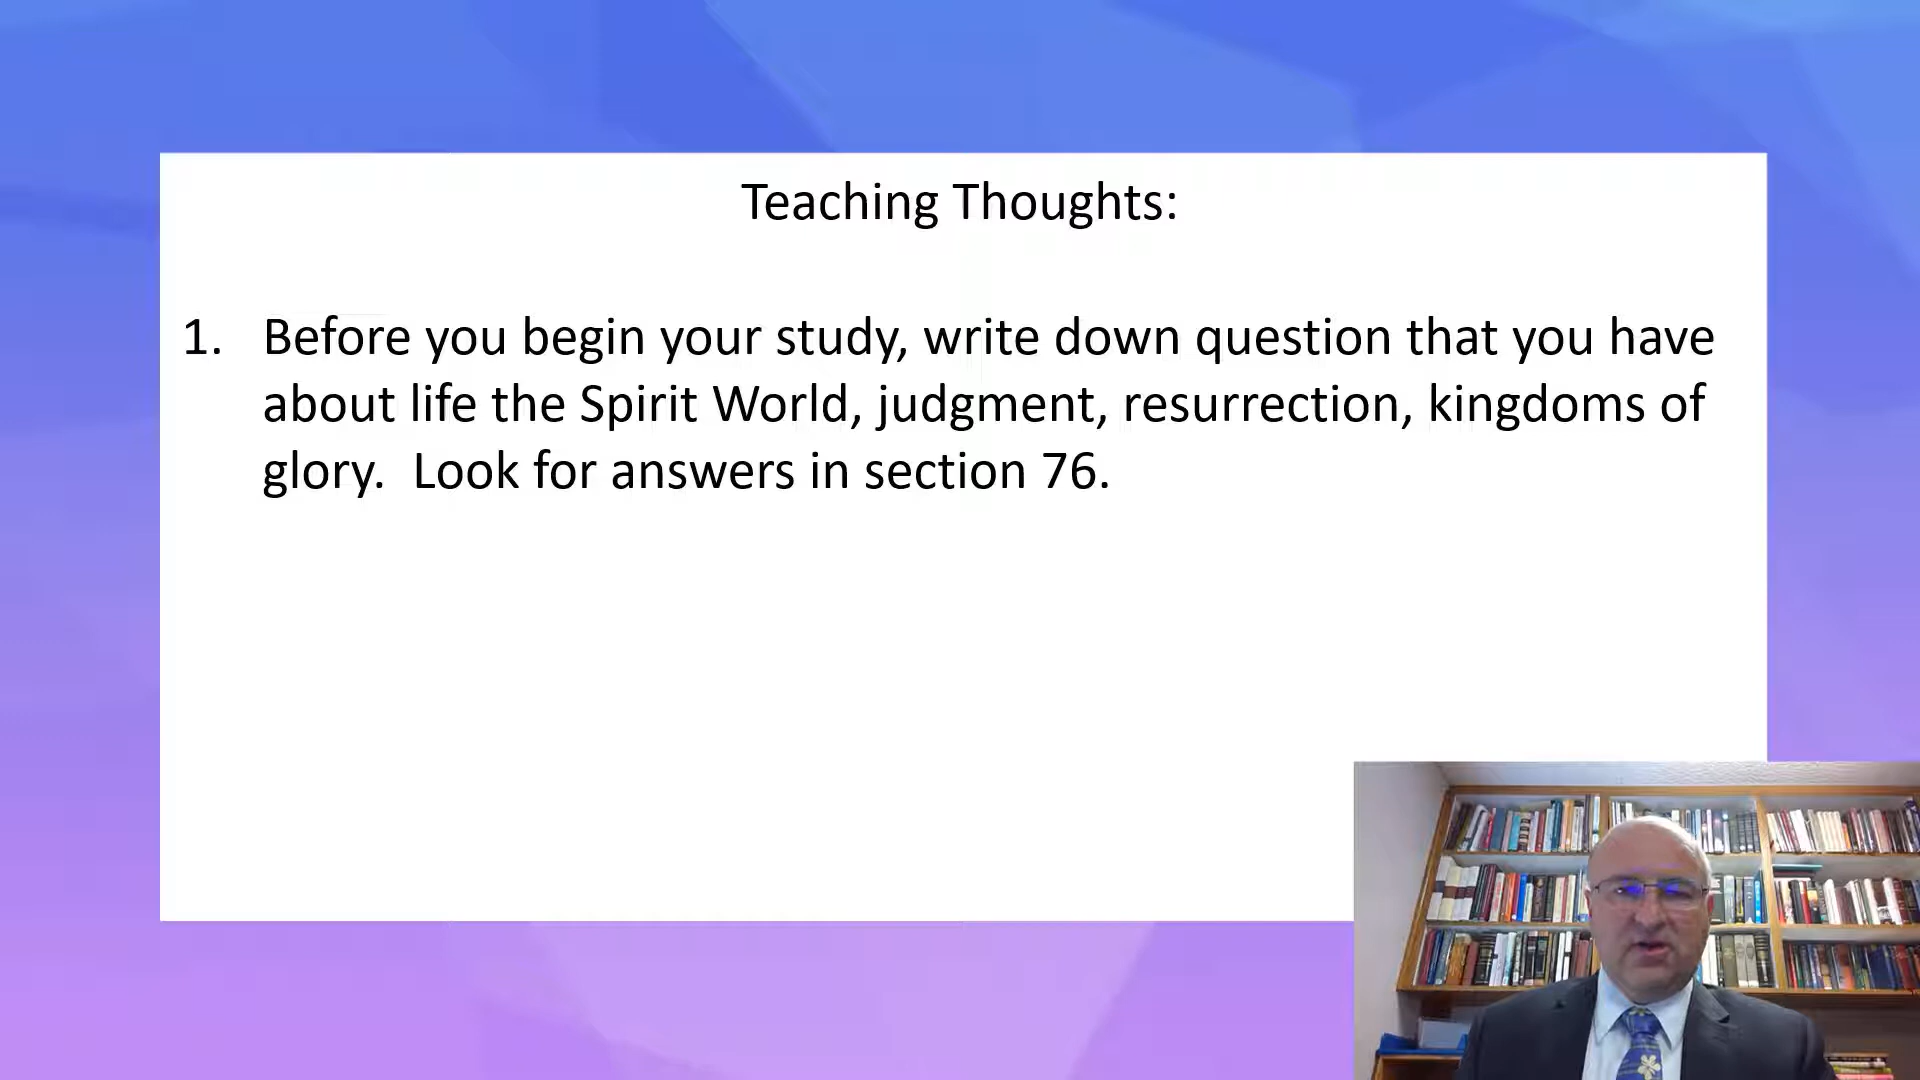 Teaching Thoughts:
1. Before you begin your study, write down question that you have
about life the Spirit World, judgment, resurrection, kingdoms of
glory. Look for answers in section 76.